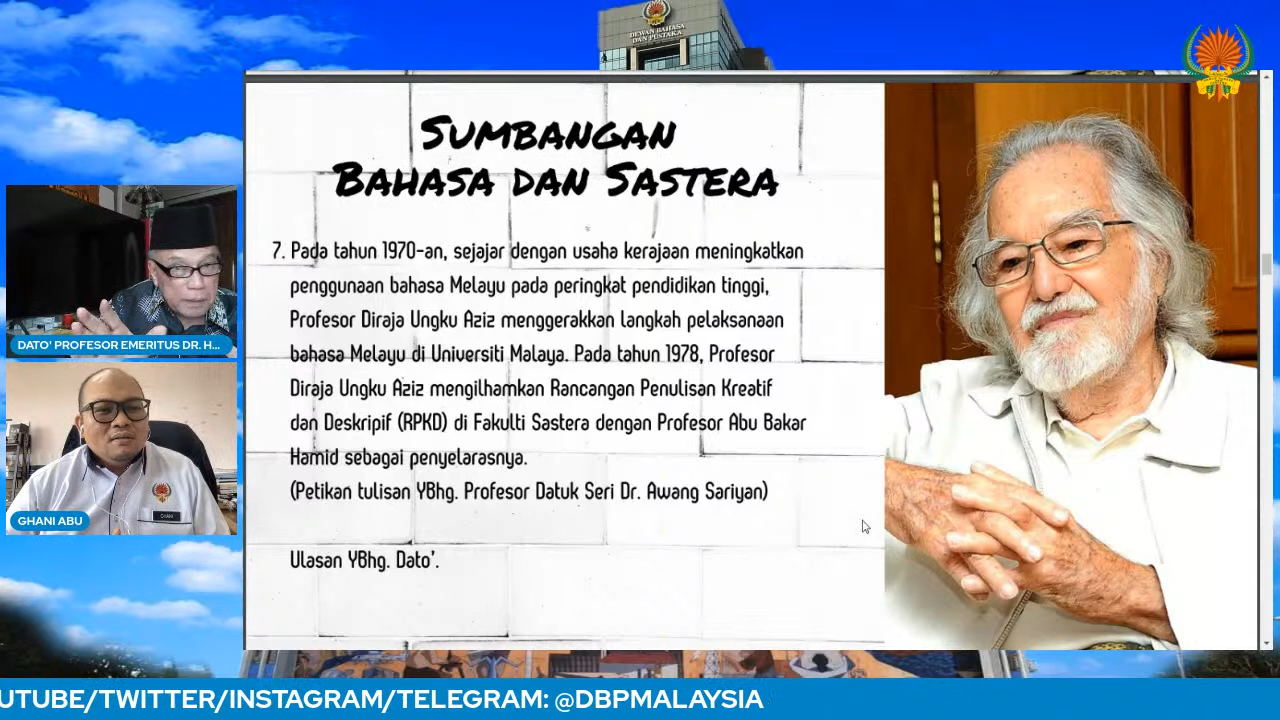 DEWAN BAHASA
DAN PUSTAKA
SUMBANGAN
BAHASA DAN SASTERA
7. Pada tahun 1970-an, sejajar dengan usaha kerajaan meningkatkan
penggunaan bahasa Melayu pada peringkat pendidikan tinggi,
Profesor Diraja Ungku Aziz menggerakkan langkah pelaksanaan
bahasa Melayu di Universiti Malaya. Pada tahun 1978, Profesor
Diraja Ungku Aziz mengilhamkan Rancangan Penulisan Kreatif
dan Deskripif (RPKD) di Fakulti Sastera dengan Profesor Abu Bakar
Hamid sebagai penyelarasnya.
(Petikan tulisan YBhg. Profesor Datuk Seri Dr. Awang Sariyan)
Ulasan YBhg. Dato'.
DATO' PROFESOR EMERITUS DR. H...
GHANI
GHANI ABU
UTUBE/TWITTER/INSTAGRAM/TELEGRAM: @DBPMALAYSIA